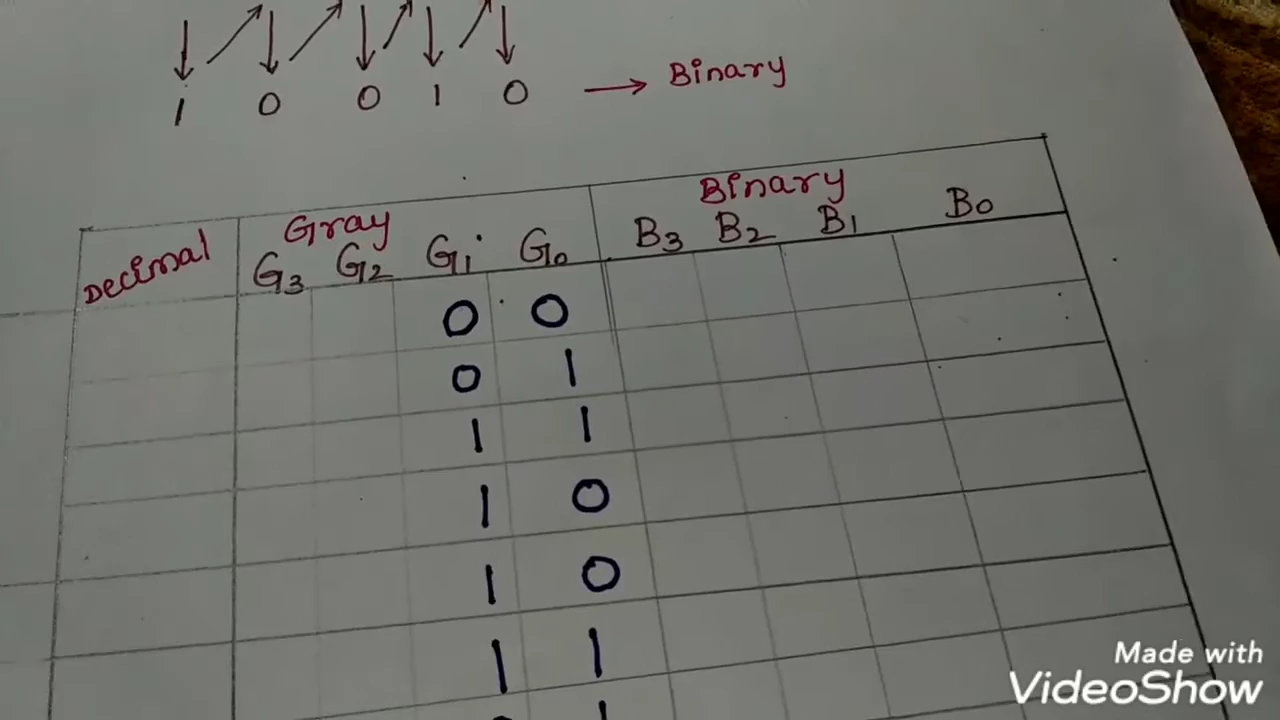 1 0 0 1 0 → Binary
Decimal Gray Binary
G3 G2 G1 G0 B3 B2 B1 B0
0 0
0 1
1 1
1 0
1 0
1 1
Made with
VideoShow